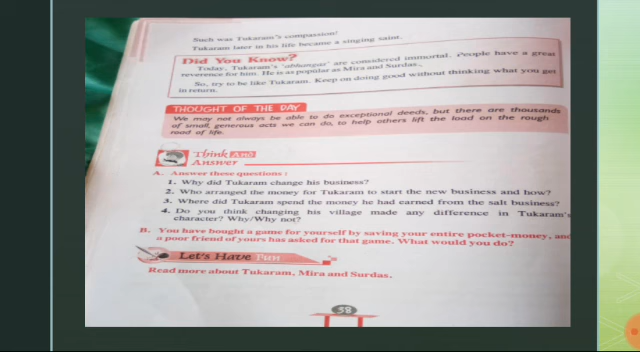 Such was Tukaram's compassion!
Tukaram later in his life became a singing saint.
Did You Know?
Today, Tukaram's 'abhangas' are considered immortal. People have a great
reverence for him. He is as popular as Mira and Surdas.
So, try to be like Tukaram. Keep on doing good without thinking what you get
in return.
THOUGHT OF THE DAY
We may not always be able to do exceptional deeds, but there are thousands
of small, generous acts we can do, to help others lift the load on the rough
road of life.
Think AND
Answer
A. Answer these questions :
1. Why did Tukaram change his business?
2. Who arranged the money for Tukaram to start the new business and how?
3. Where did Tukaram spend the money he had earned from the salt business?
4. Do you think changing his village made any difference in Tukaram's
character? Why/Why not?
B. You have bought a game for yourself by saving your entire pocket-money, and
a poor friend of yours has asked for that game. What would you do?
Let's Have Fun
Read more about Tukaram, Mira and Surdas.
58